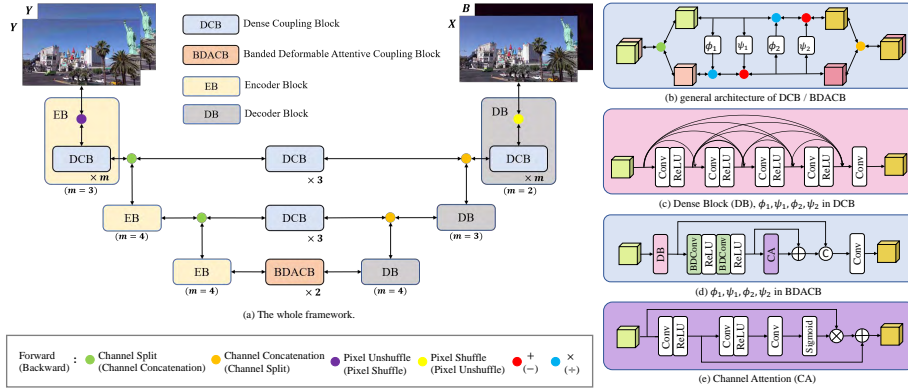 Y
Y
B
X
DCB
Dense Coupling Block
BDACB
Banded Deformable Attentive Coupling Block
EB
Encoder Block
DB
Decoder Block
EB
DCB
× m
(m = 3)
DCB
× 3
DB
DCB
× m
(m = 2)
EB
(m = 4)
DCB
× 3
DB
(m = 3)
EB
(m = 4)
BDACB
× 2
DB
(m = 4)
(a) The whole framework.
Forward
(Backward)
:
Channel Split
(Channel Concatenation)
Channel Concatenation
(Channel Split)
Pixel Unshuffle
(Pixel Shuffle)
Pixel Shuffle
(Pixel Unshuffle)
+
(−)
×
(÷)
ϕ1
ψ1
ϕ2
ψ2
(b) general architecture of DCB / BDACB
Conv
ReLU
Conv
ReLU
Conv
ReLU
Conv
ReLU
Conv
(c) Dense Block (DB), ϕ1, ψ1, ϕ2, ψ2 in DCB
DB
BDConv
ReLU
BDConv
ReLU
CA
C
Conv
(d) ϕ1, ψ1, ϕ2, ψ2 in BDACB
Conv
ReLU
Conv
ReLU
Conv
Sigmoid
(e) Channel Attention (CA)